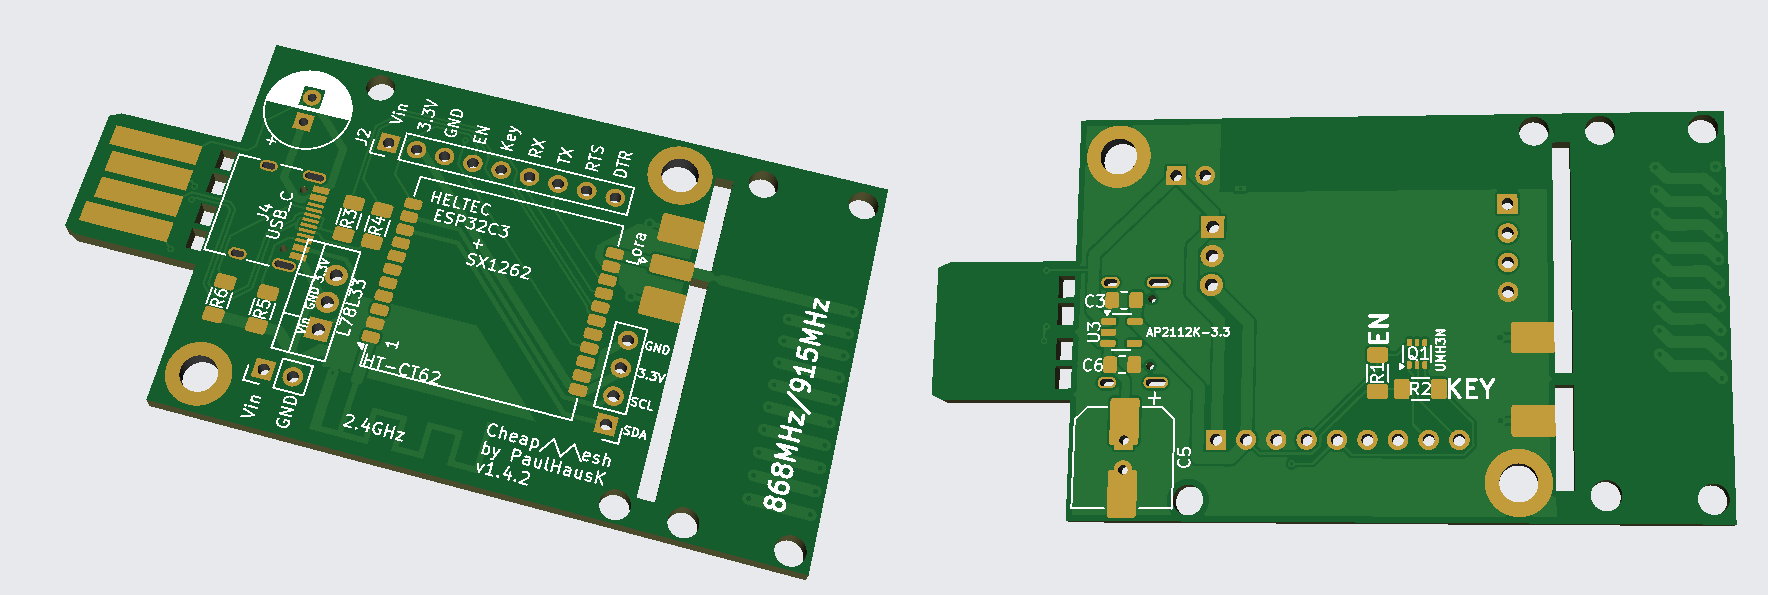 +
J4
USB_C
R6
R5
R3
R4
J2
Vin
3.3V
GND
EN
Key
RX
TX
RTS
DTR
HELTEC
ESP32C3
+
SX1262
Lora
3.3V
GND
Vin
L78L33
1
HT-CT62
Vin
GND
2.4GHz
GND
3.3V
SCL
SDA
Cheap Mesh
by PaulHausK
v1.4.2
868MHz/915MHz
C3
U3
AP2112K-3.3
C6
+
C5
EN
R1
Q1
UMH3N
R2
KEY